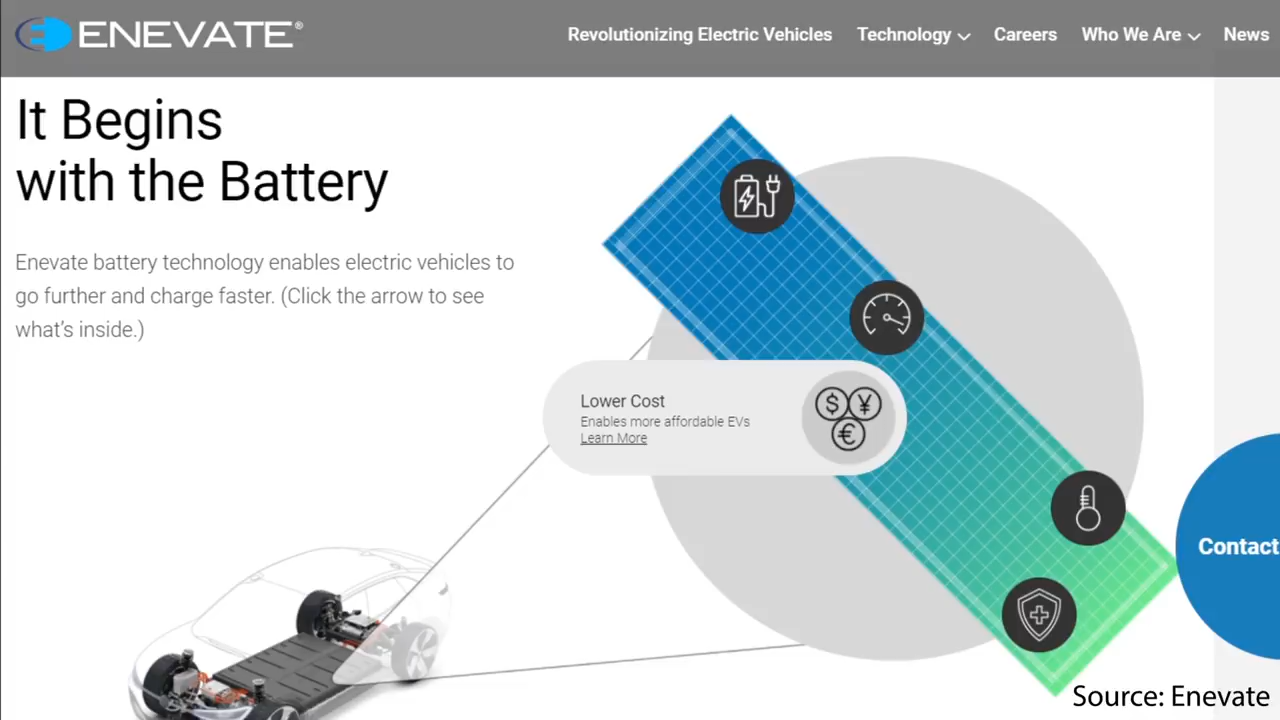 ENEVATE®
Revolutionizing Electric Vehicles
Technology
Careers
Who We Are
News
It Begins
with the Battery
Enevate battery technology enables electric vehicles to
go further and charge faster. (Click the arrow to see
what's inside.)
Lower Cost
Enables more affordable EVs
Learn More
$ ¥
€
Contact
Source: Enevate